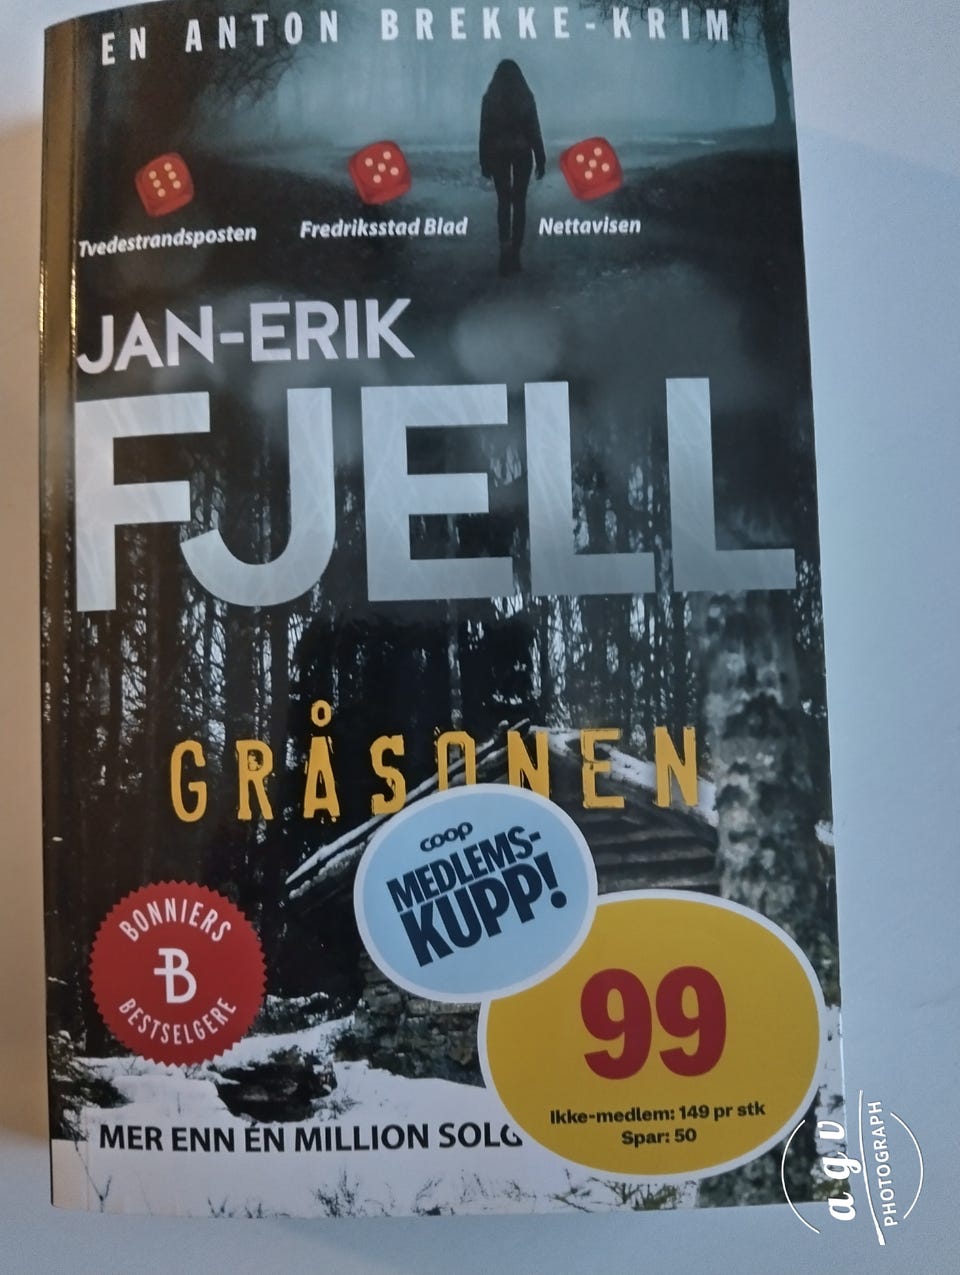 EN ANTON BREKKE-KRIM
Tvedestrandsposten
Fredriksstad Blad
Nettavisen
JAN-ERIK
FJELL
GRÅSONEN
coop
MEDLEMS-
KUPP!
BONNIERS
B
BESTSELGERE
99
Ikke-medlem: 149 pr stk
Spar: 50
MER ENN ÉN MILLION SOLG
agv
PHOTOGRAPH